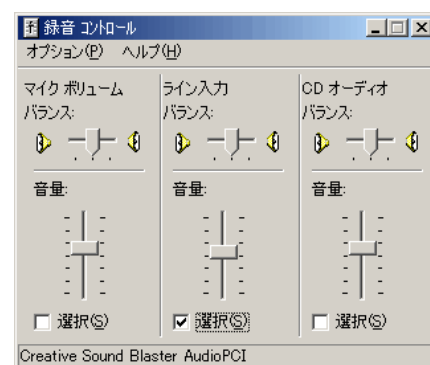 録音 コントロール
オプション(P) ヘルプ(H)
マイク ボリューム ライン入力 CD オーディオ
バランス: バランス: バランス:
音量: 音量: 音量:
選択(S) 選択(S) 選択(S)
Creative Sound Blaster AudioPCI